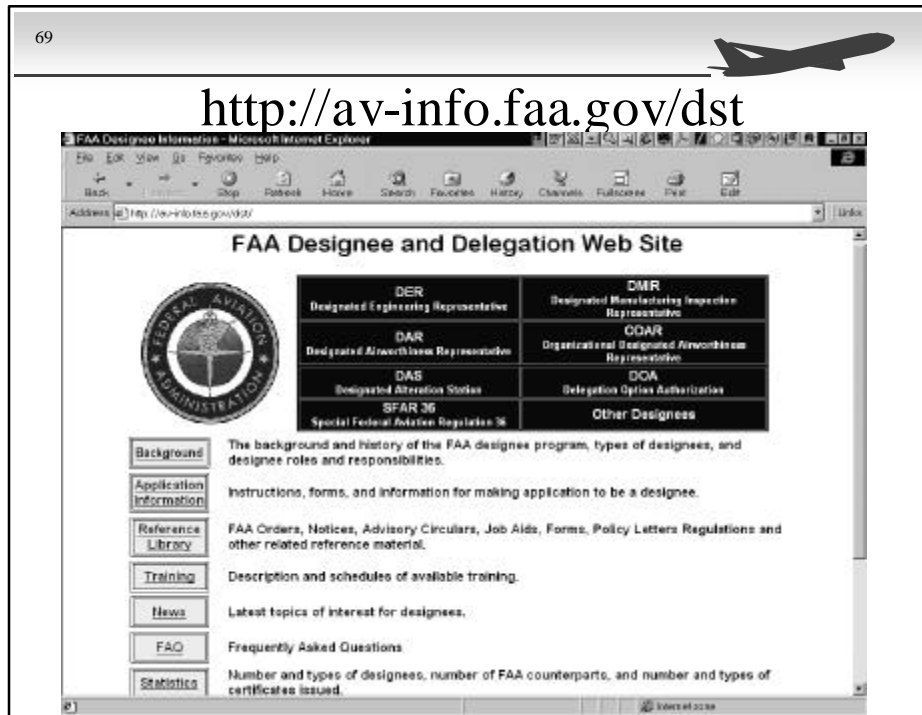 69
http://av-info.faa.gov/dst
FAA Designee Information - Microsoft Internet Explorer
File Edit View Go Favorites Help
Back Stop Refresh Home Search Favorites History Channels Fullscreen Print Edit
Address http://av-info.faa.gov/dst/ Links
FAA Designee and Delegation Web Site
FEDERAL AVIATION ADMINISTRATION
DER
Designated Engineering Representative
DMIR
Designated Manufacturing Inspection
Representative
DAR
Designated Airworthiness Representative
ODAR
Organizational Designated Airworthiness
Representative
DAS
Designated Alteration Station
DOA
Delegation Option Authorization
SFAR 36
Special Federal Aviation Regulation 36
Other Designees
Background
The background and history of the FAA designee program, types of designees, and
designee roles and responsibilities.
Application
Information
Instructions, forms, and information for making application to be a designee.
Reference
Library
FAA Orders, Notices, Advisory Circulars, Job Aids, Forms, Policy Letters Regulations and
other related reference material.
Training
Description and schedules of available training.
News
Latest topics of interest for designees.
FAQ
Frequently Asked Questions
Statistics
Number and types of designees, number of FAA counterparts, and number and types of
certificates issued.
Internet zone